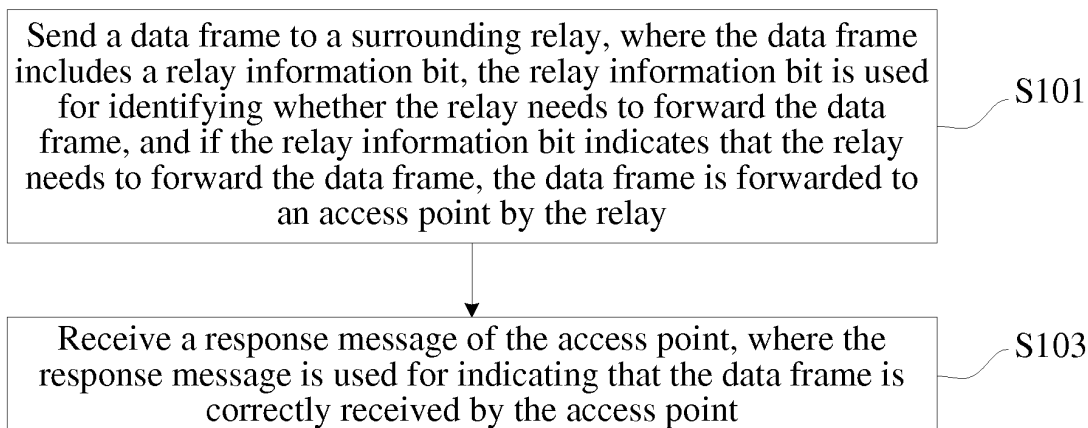 Send a data frame to a surrounding relay, where the data frame
includes a relay information bit, the relay information bit is used
for identifying whether the relay needs to forward the data
frame, and if the relay information bit indicates that the relay
needs to forward the data frame, the data frame is forwarded to
an access point by the relay
S101
Receive a response message of the access point, where the
response message is used for indicating that the data frame is
correctly received by the access point
S103